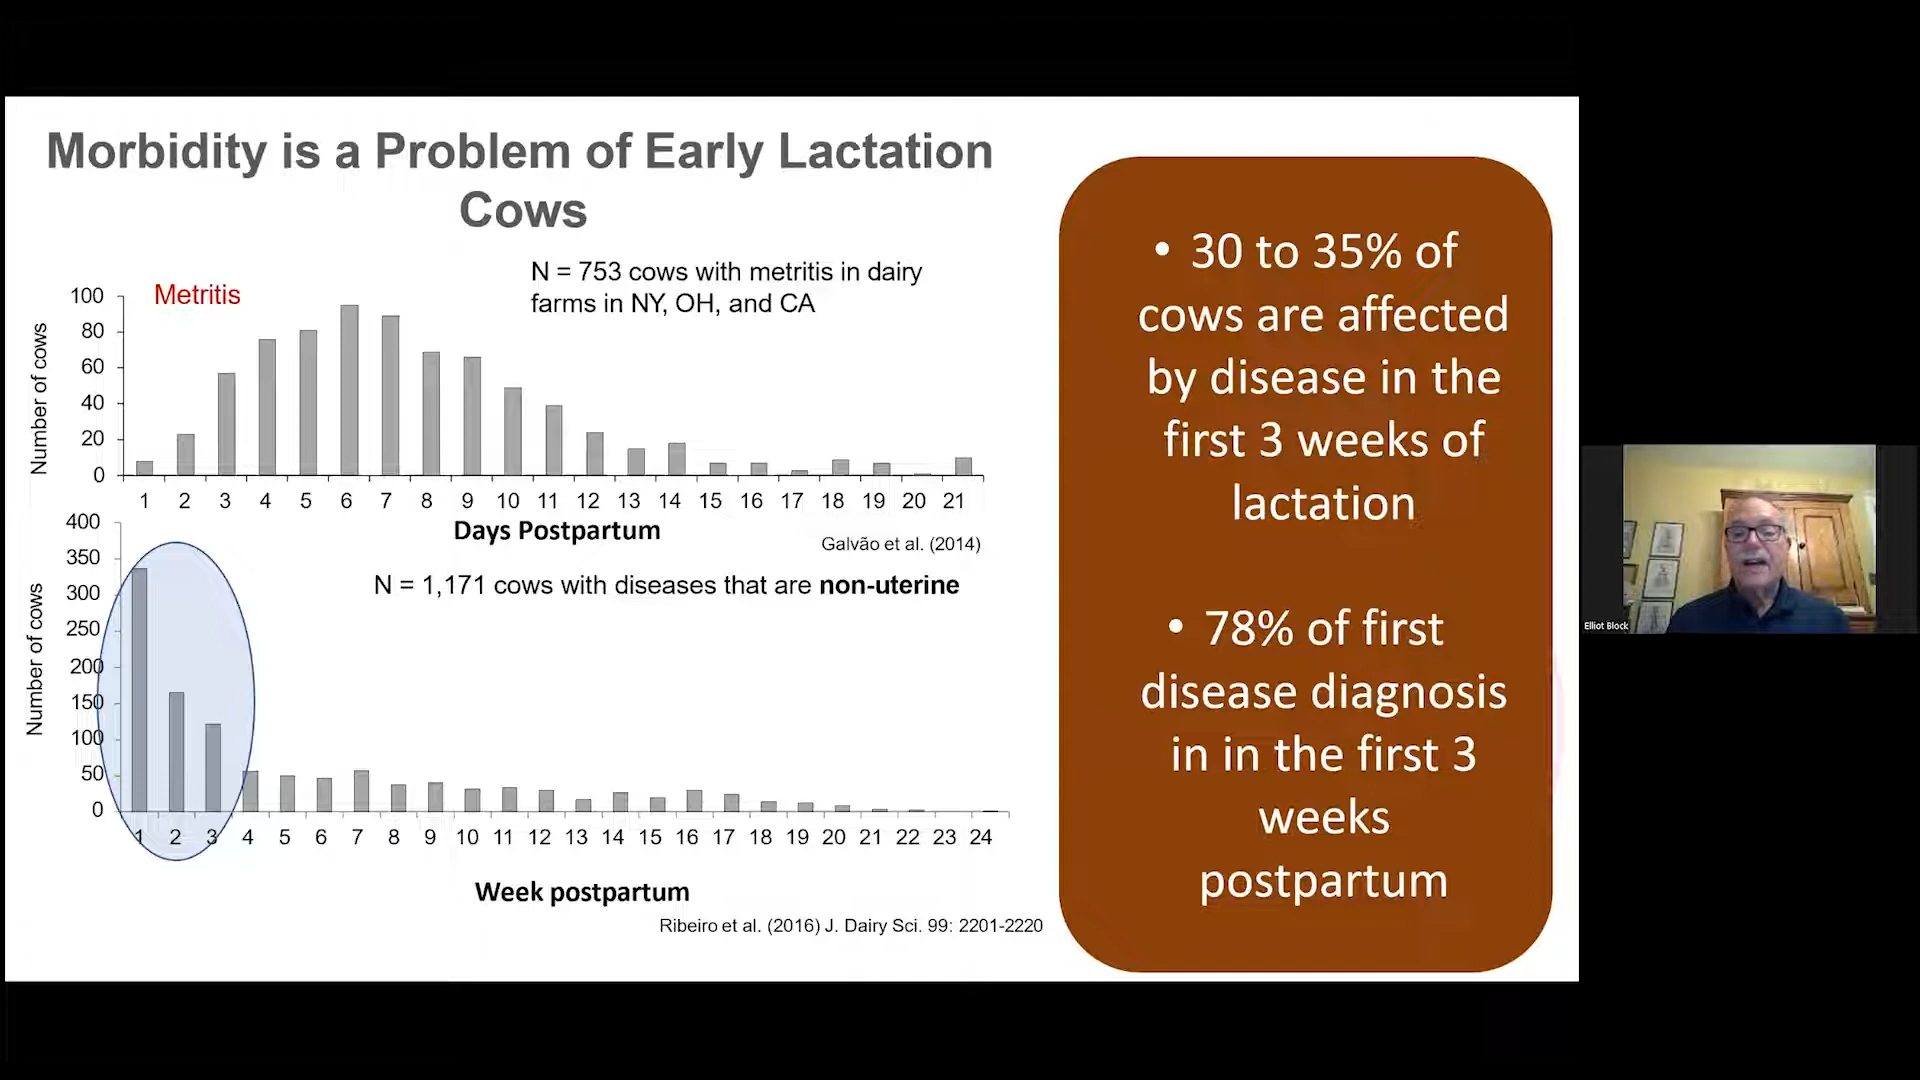 Morbidity is a Problem of Early Lactation
Cows
Metritis
N = 753 cows with metritis in dairy
farms in NY, OH, and CA
Number of cows
100
80
60
40
20
0
1 2 3 4 5 6 7 8 9 10 11 12 13 14 15 16 17 18 19 20 21
Days Postpartum
Galvão et al. (2014)
N = 1,171 cows with diseases that are non-uterine
Number of cows
400
350
300
250
200
150
100
50
0
1 2 3 4 5 6 7 8 9 10 11 12 13 14 15 16 17 18 19 20 21 22 23 24
Week postpartum
Ribeiro et al. (2016) J. Dairy Sci. 99: 2201-2220
• 30 to 35% of
cows are affected
by disease in the
first 3 weeks of
lactation
• 78% of first
disease diagnosis
in in the first 3
weeks
postpartum
Elliot Block